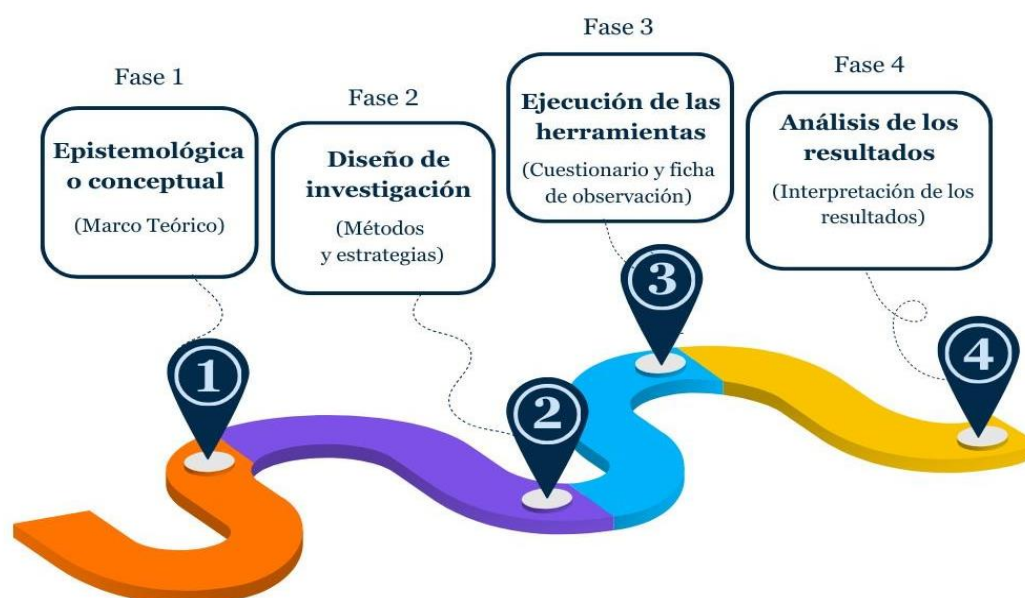 Fase 1
Epistemológica
o conceptual
(Marco Teórico)
Fase 2
Diseño de
investigación
(Métodos
y estrategias)
Fase 3
Ejecución de las
herramientas
(Cuestionario y ficha
de observación)
Fase 4
Análisis de los
resultados
(Interpretación de los
resultados)
1
2
3
4